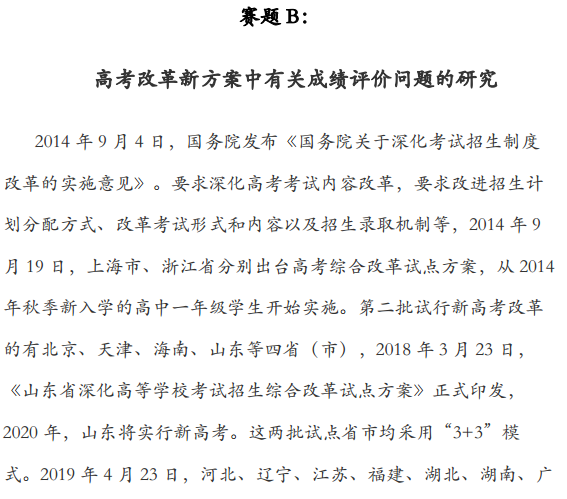 赛题 B：
高考改革新方案中有关成绩评价问题的研究
2014 年 9 月 4 日，国务院发布《国务院关于深化考试招生制度
改革的实施意见》。要求深化高考考试内容改革，要求改进招生计
划分配方式、改革考试形式和内容以及招生录取机制等，2014 年 9
月 19 日，上海市、浙江省分别出台高考综合改革试点方案，从 2014
年秋季新入学的高中一年级学生开始实施。第二批试行新高考改革
的有北京、天津、海南、山东等四省（市），2018 年 3 月 23 日，
《山东省深化高等学校考试招生综合改革试点方案》正式印发，
2020 年，山东将实行新高考。这两批试点省市均采用“3+3”模
式。2019 年 4 月 23 日，河北、辽宁、江苏、福建、湖北、湖南、广